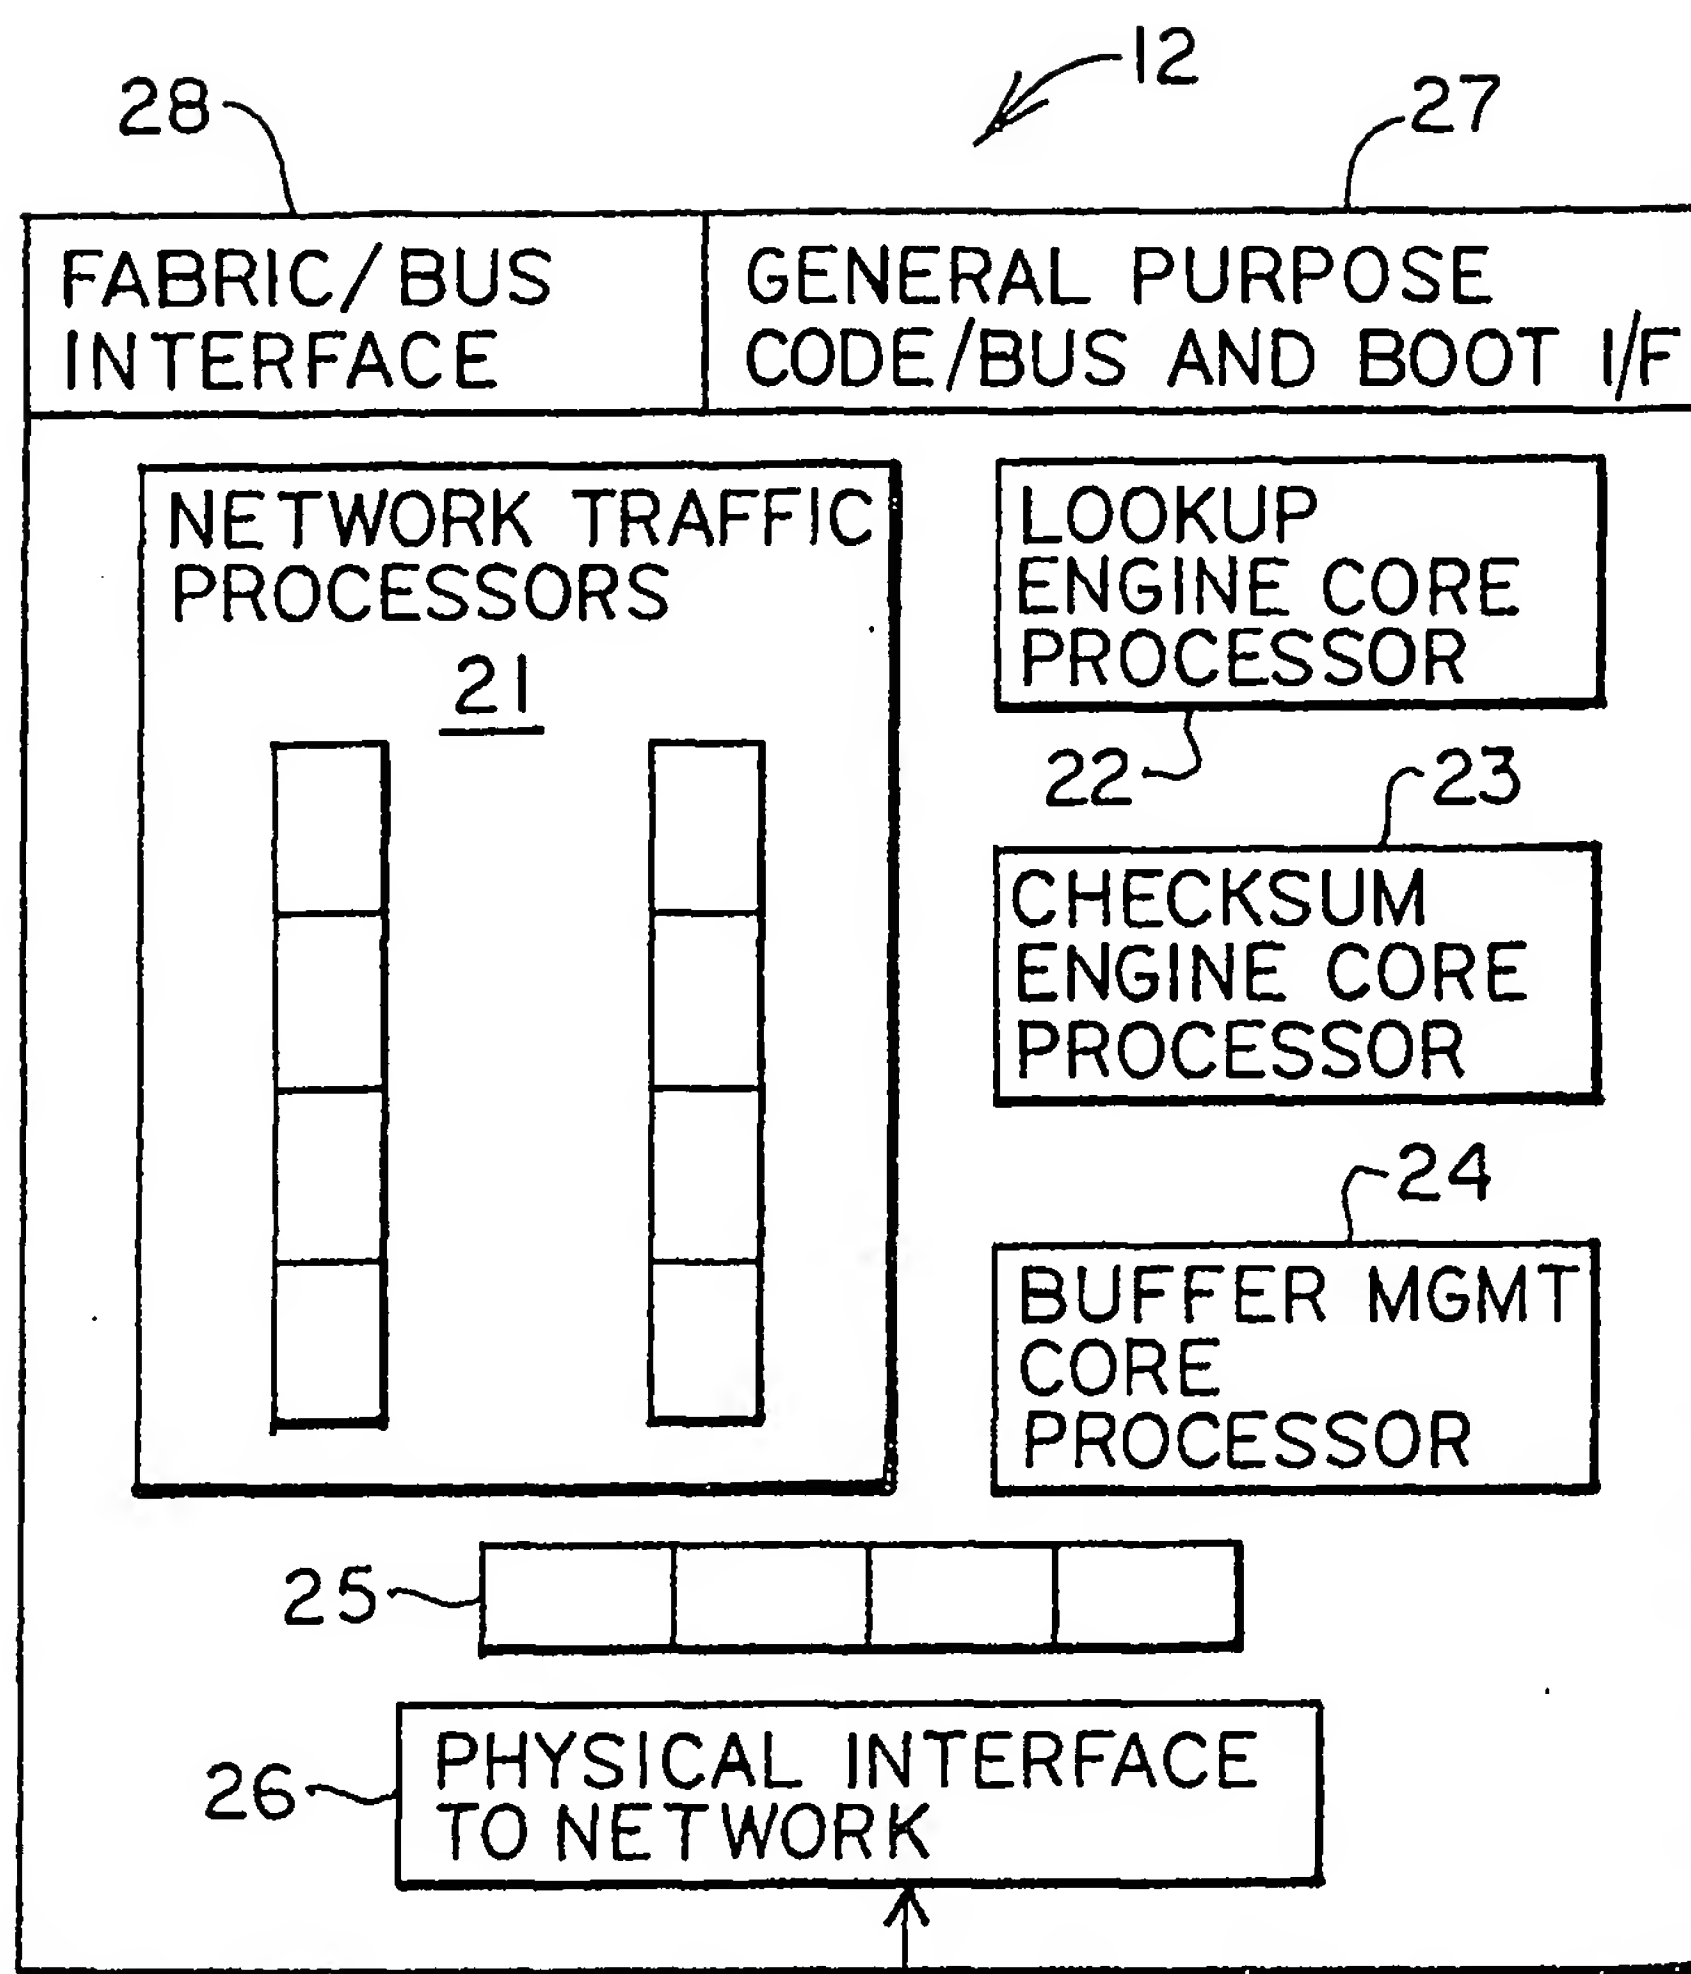 12
28
27
FABRIC/BUS
INTERFACE
GENERAL PURPOSE
CODE/BUS AND BOOT I/F
NETWORK TRAFFIC
PROCESSORS
21
LOOKUP
ENGINE CORE
PROCESSOR
22
23
CHECKSUM
ENGINE CORE
PROCESSOR
24
BUFFER MGMT
CORE
PROCESSOR
25
26
PHYSICAL INTERFACE
TO NETWORK